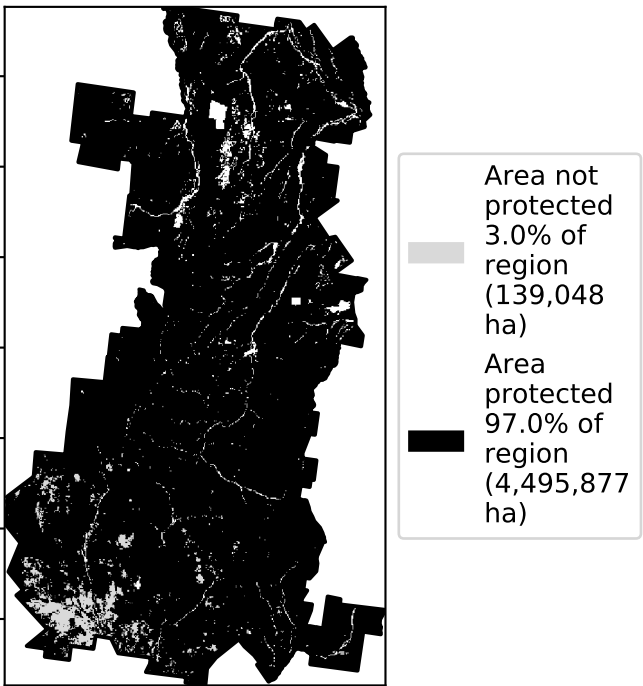 Area not
protected
3.0% of
region
(139,048
ha)
Area
protected
97.0% of
region
(4,495,877
ha)